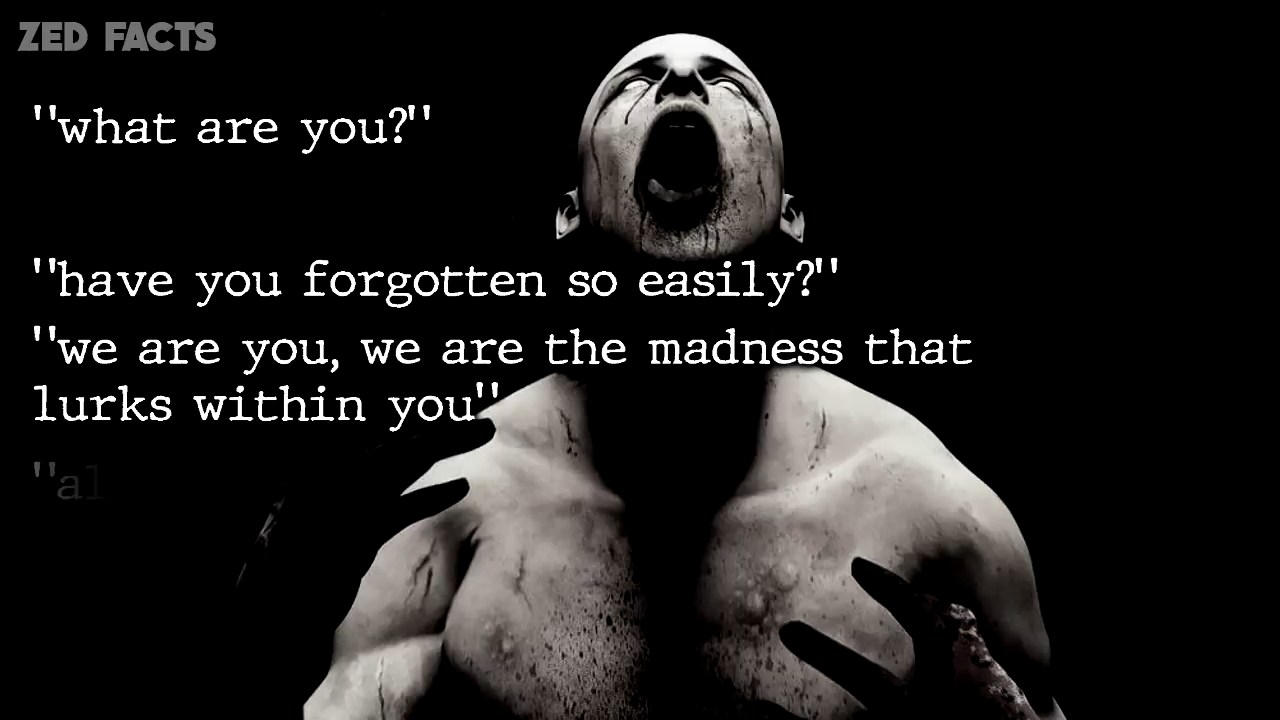 ZED FACTS
"what are you?"
"have you forgotten so easily?"
"we are you, we are the madness that
lurks within you"
"al